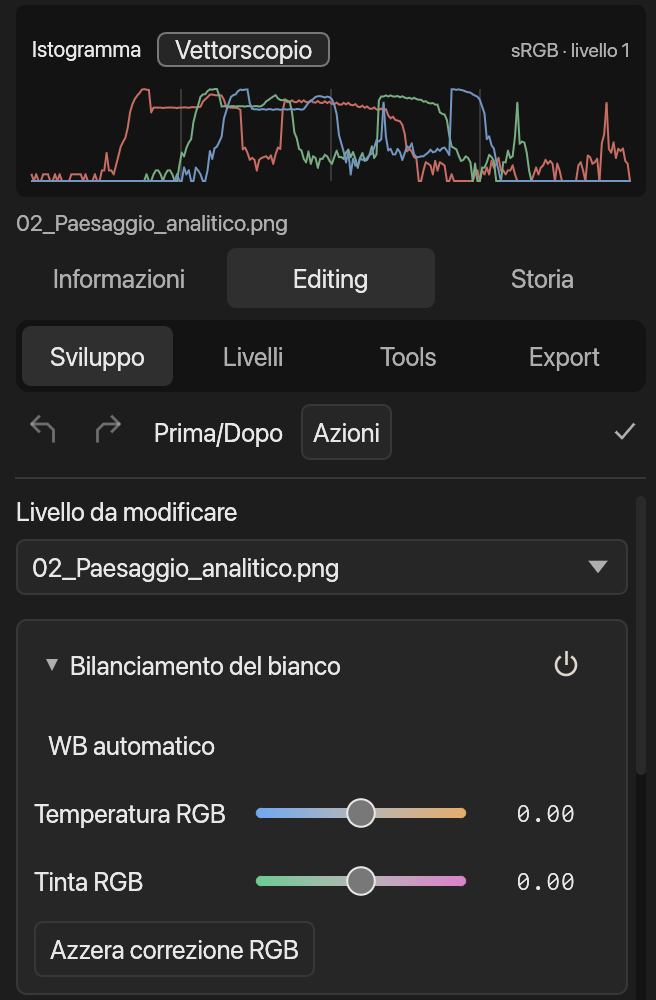 Istogramma Vettorscopio sRGB · livello 1
02_Paesaggio_analitico.png
Informazioni Editing Storia
Sviluppo Livelli Tools Export
Prima/Dopo Azioni
Livello da modificare
02_Paesaggio_analitico.png
Bilanciamento del bianco
WB automatico
Temperatura RGB 0.00
Tinta RGB 0.00
Azzera correzione RGB